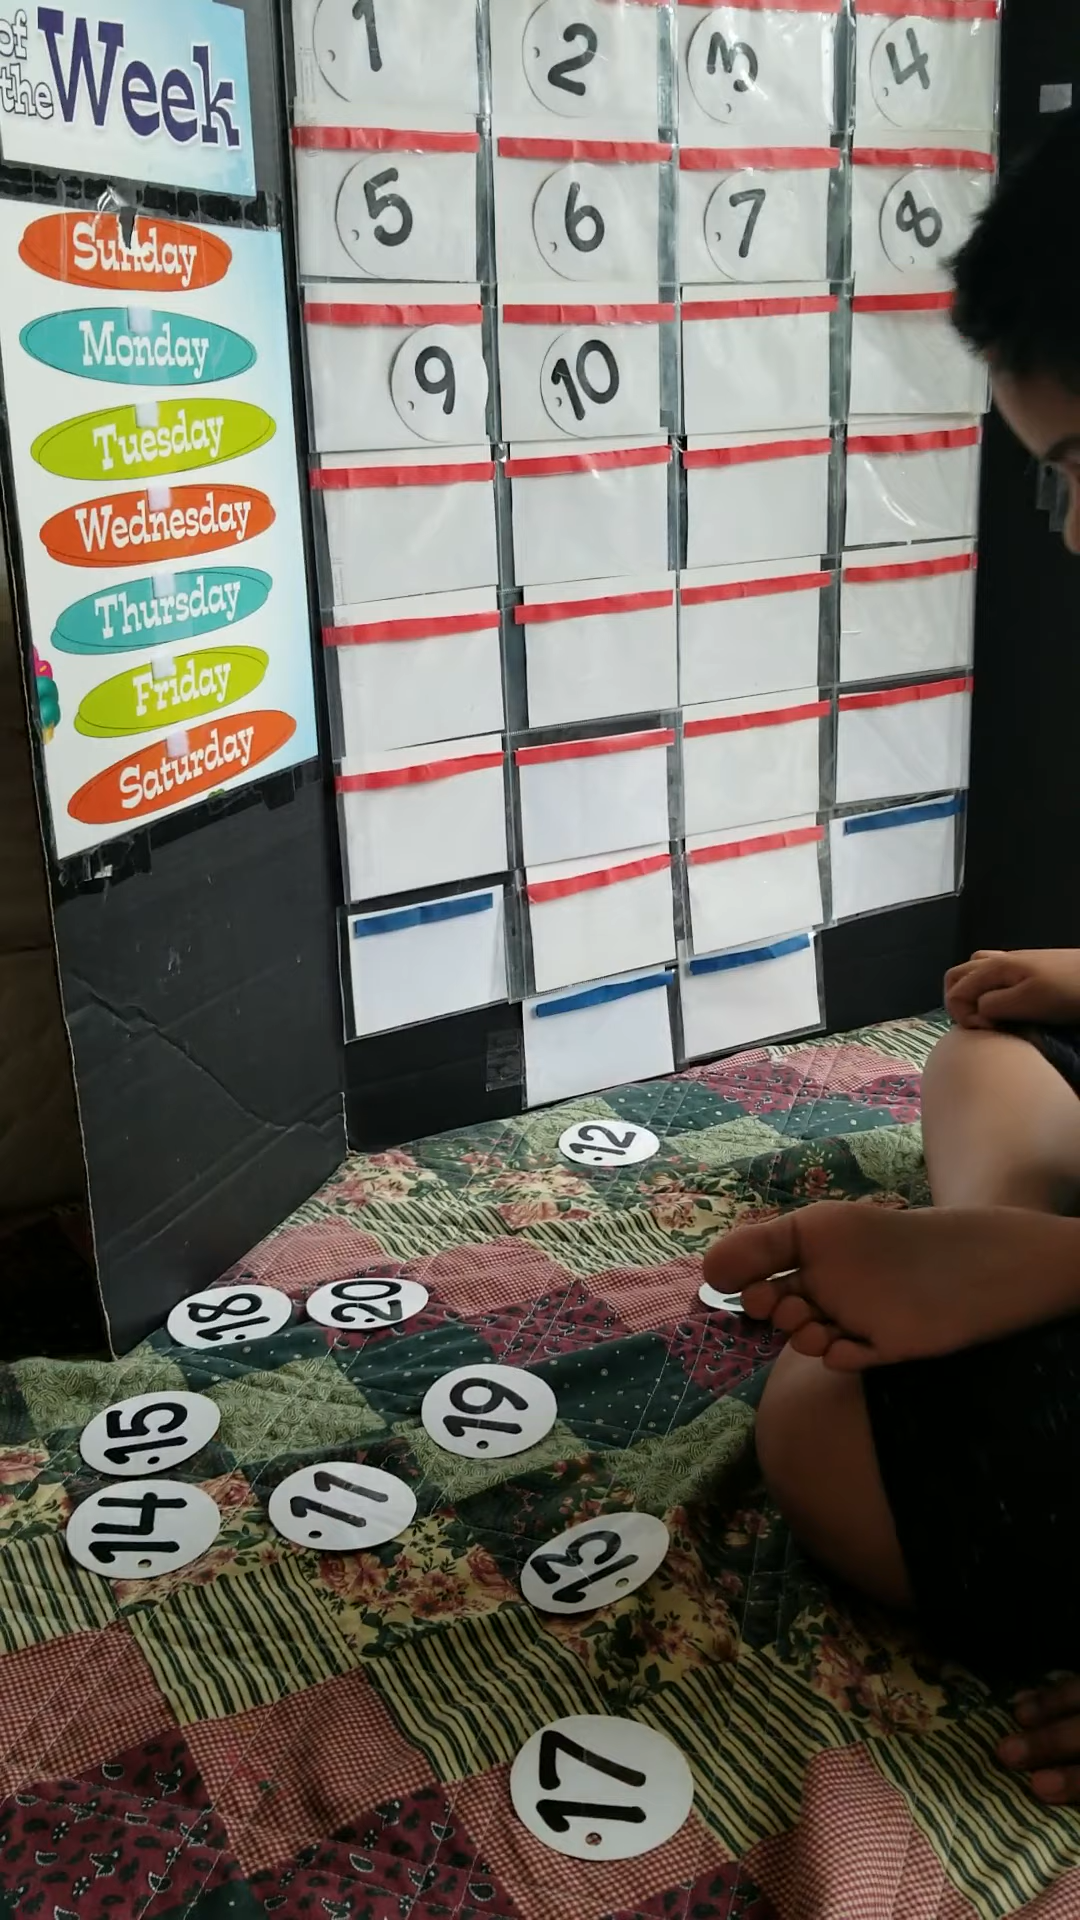 of
the Week
Sunday
Monday
Tuesday
Wednesday
Thursday
Friday
Saturday
1 2 3 4
5 6 7 8
9 10
12
18 20
19
15
14 11
13
17